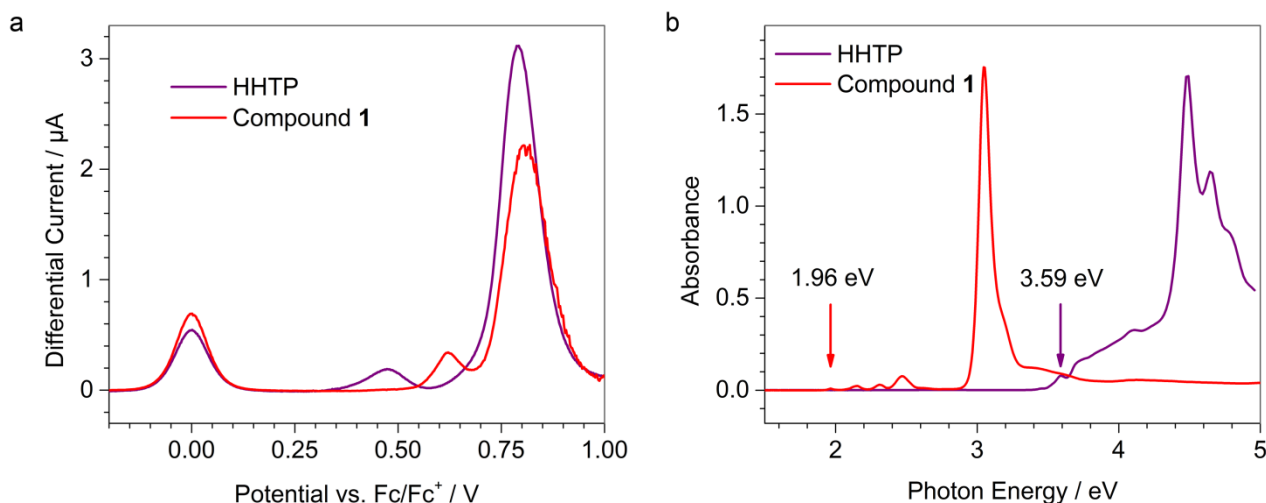 a
HHTP
Compound 1
Differential Current / µA
3
2
1
0
0.00 0.25 0.50 0.75 1.00
Potential vs. Fc/Fc⁺ / V
b
HHTP
Compound 1
Absorbance
1.5
1.0
0.5
0.0
1.96 eV
3.59 eV
2 3 4 5
Photon Energy / eV